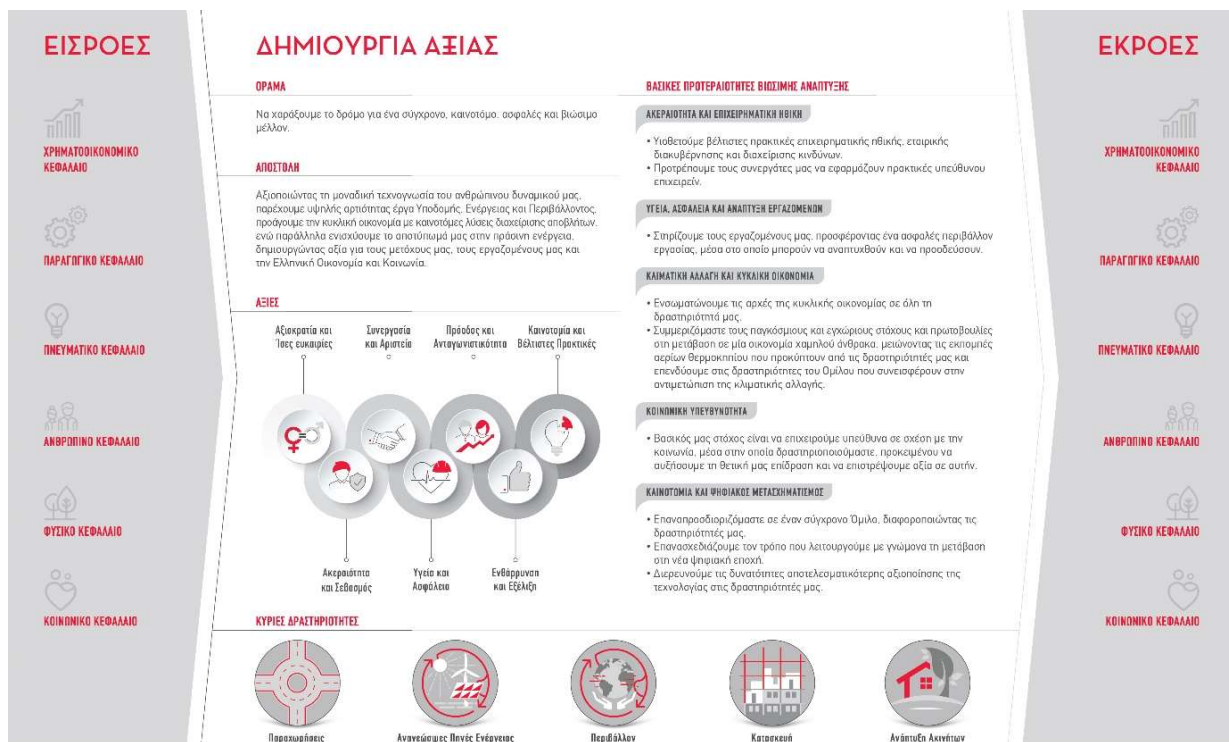 ΕΙΣΡΟΕΣ
ΧΡΗΜΑΤΟΟΙΚΟΝΟΜΙΚΟ
ΚΕΦΑΛΑΙΟ
ΠΑΡΑΓΩΓΙΚΟ ΚΕΦΑΛΑΙΟ
ΠΝΕΥΜΑΤΙΚΟ ΚΕΦΑΛΑΙΟ
ΑΝΘΡΩΠΙΝΟ ΚΕΦΑΛΑΙΟ
ΦΥΣΙΚΟ ΚΕΦΑΛΑΙΟ
ΚΟΙΝΩΝΙΚΟ ΚΕΦΑΛΑΙΟ
ΔΗΜΙΟΥΡΓΙΑ ΑΞΙΑΣ
ΟΡΑΜΑ
Να χαράξουμε το δρόμο για ένα σύγχρονο, καινοτόμο, ασφαλές και βιώσιμο
μέλλον.
ΑΠΟΣΤΟΛΗ
Αξιοποιώντας τη μοναδική τεχνογνωσία του ανθρώπινου δυναμικού μας,
παρέχουμε υψηλής αρτιότητας έργα Υποδομής, Ενέργειας και Περιβάλλοντος,
προάγουμε την κυκλική οικονομία με καινοτόμες λύσεις διαχείρισης αποβλήτων,
ενώ παράλληλα ενισχύουμε το αποτύπωμά μας στην πράσινη ενέργεια,
δημιουργώντας αξία για τους μετόχους μας, τους εργαζομένους μας και
την Ελληνική Οικονομία και Κοινωνία.
ΑΞΙΕΣ
Αξιοκρατία και
Ίσες ευκαιρίες
Συνεργασία
και Αριστεία
Πρόοδος και
Ανταγωνιστικότητα
Καινοτομία και
Βέλτιστες Πρακτικές
Ακεραιότητα
και Σεβασμός
Υγεία και
Ασφάλεια
Ενθάρρυνση
και Εξέλιξη
ΒΑΣΙΚΕΣ ΠΡΟΤΕΡΑΙΟΤΗΤΕΣ ΒΙΩΣΙΜΗΣ ΑΝΑΠΤΥΞΗΣ
ΑΚΕΡΑΙΟΤΗΤΑ ΚΑΙ ΕΠΙΧΕΙΡΗΜΑΤΙΚΗ ΗΘΙΚΗ
• Υιοθετούμε βέλτιστες πρακτικές επιχειρηματικής ηθικής, εταιρικής
διακυβέρνησης και διαχείρισης κινδύνων.
• Προτρέπουμε τους συνεργάτες μας να εφαρμόζουν πρακτικές υπεύθυνου
επιχειρείν.
ΥΓΕΙΑ, ΑΣΦΑΛΕΙΑ ΚΑΙ ΑΝΑΠΤΥΞΗ ΕΡΓΑΖΟΜΕΝΩΝ
• Στηρίζουμε τους εργαζομένους μας, προσφέροντας ένα ασφαλές περιβάλλον
εργασίας, μέσα στο οποίο μπορούν να αναπτυχθούν και να προοδεύσουν.
ΚΛΙΜΑΤΙΚΗ ΑΛΛΑΓΗ ΚΑΙ ΚΥΚΛΙΚΗ ΟΙΚΟΝΟΜΙΑ
• Ενσωματώνουμε τις αρχές της κυκλικής οικονομίας σε όλη τη
δραστηριότητά μας.
• Συμμεριζόμαστε τους παγκόσμιους και εγχώριους στόχους και πρωτοβουλίες
στη μετάβαση σε μία οικονομία χαμηλού άνθρακα, μειώνοντας τις εκπομπές
αερίων θερμοκηπίου που προκύπτουν από τις δραστηριότητές μας και
επενδύουμε στις δραστηριότητες του Ομίλου που συνεισφέρουν στην
αντιμετώπιση της κλιματικής αλλαγής.
ΚΟΙΝΩΝΙΚΗ ΥΠΕΥΘΥΝΟΤΗΤΑ
• Βασικός μας στόχος είναι να επιχειρούμε υπεύθυνα σε σχέση με την
κοινωνία, μέσα στην οποία δραστηριοποιούμαστε, προκειμένου να
αυξήσουμε τη θετική μας επίδραση και να επιστρέψουμε αξία σε αυτήν.
ΚΑΙΝΟΤΟΜΙΑ ΚΑΙ ΨΗΦΙΑΚΟΣ ΜΕΤΑΣΧΗΜΑΤΙΣΜΟΣ
• Επαναπροσδιοριζόμαστε σε έναν σύγχρονο Όμιλο, διαφοροποιώντας τις
δραστηριότητές μας.
• Επανασχεδιάζουμε τον τρόπο που λειτουργούμε με γνώμονα τη μετάβαση
στη νέα ψηφιακή εποχή.
• Διερευνούμε τις δυνατότητες αποτελεσματικότερης αξιοποίησης της
τεχνολογίας στις δραστηριότητές μας.
ΚΥΡΙΕΣ ΔΡΑΣΤΗΡΙΟΤΗΤΕΣ
Παραχωρήσεις
Ανανεώσιμες Πηγές Ενέργειας
Περιβάλλον
Κατασκευή
Ανάπτυξη Ακινήτων
ΕΚΡΟΕΣ
ΧΡΗΜΑΤΟΟΙΚΟΝΟΜΙΚΟ
ΚΕΦΑΛΑΙΟ
ΠΑΡΑΓΩΓΙΚΟ ΚΕΦΑΛΑΙΟ
ΠΝΕΥΜΑΤΙΚΟ ΚΕΦΑΛΑΙΟ
ΑΝΘΡΩΠΙΝΟ ΚΕΦΑΛΑΙΟ
ΦΥΣΙΚΟ ΚΕΦΑΛΑΙΟ
ΚΟΙΝΩΝΙΚΟ ΚΕΦΑΛΑΙΟ